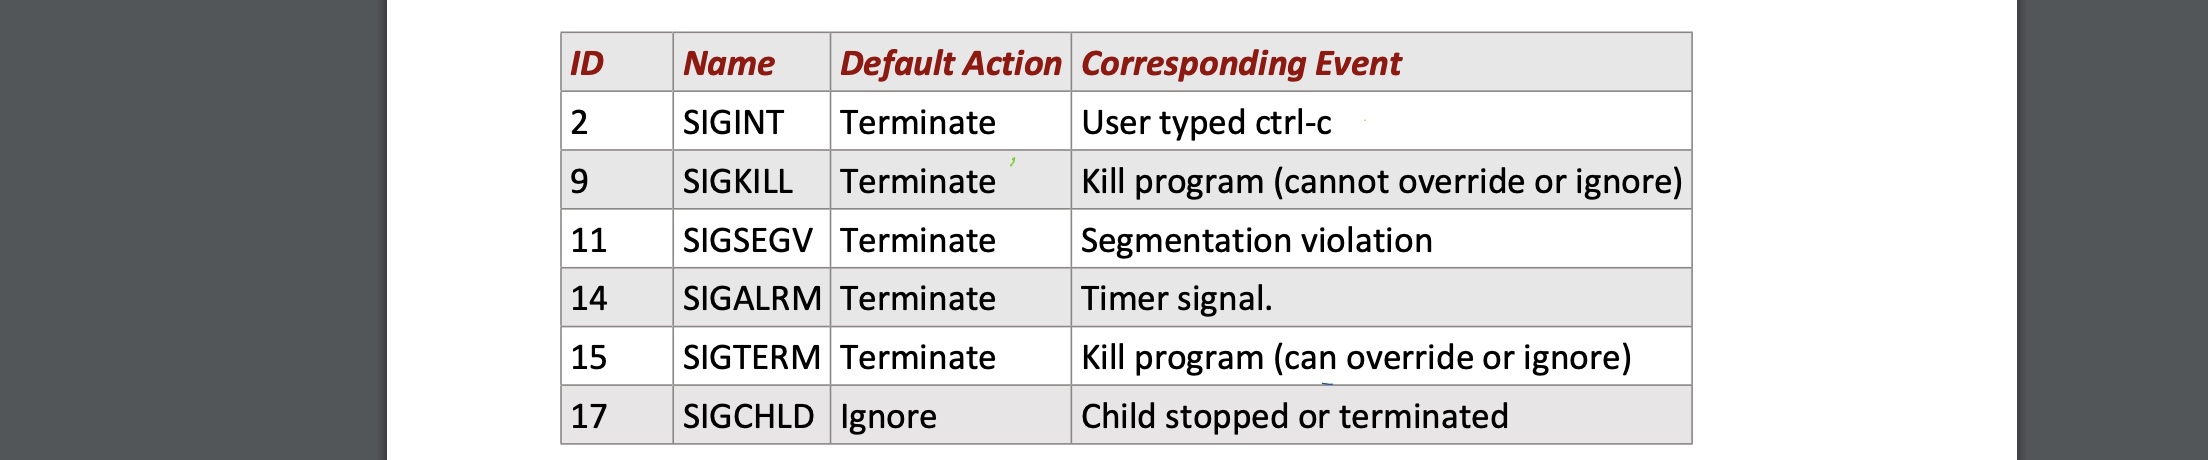 ID Name Default Action Corresponding Event
2 SIGINT Terminate User typed ctrl-c
9 SIGKILL Terminate Kill program (cannot override or ignore)
11 SIGSEGV Terminate Segmentation violation
14 SIGALRM Terminate Timer signal.
15 SIGTERM Terminate Kill program (can override or ignore)
17 SIGCHLD Ignore Child stopped or terminated